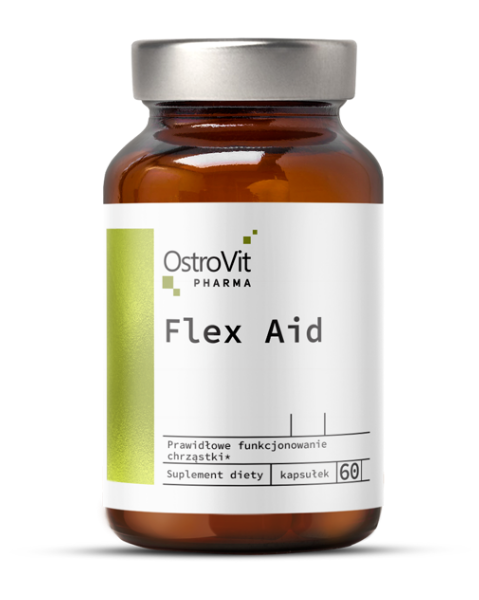 OstroVit
PHARMA
Flex Aid
Prawidłowe funkcjonowanie
chrząstki*
Suplement diety kapsułek 60